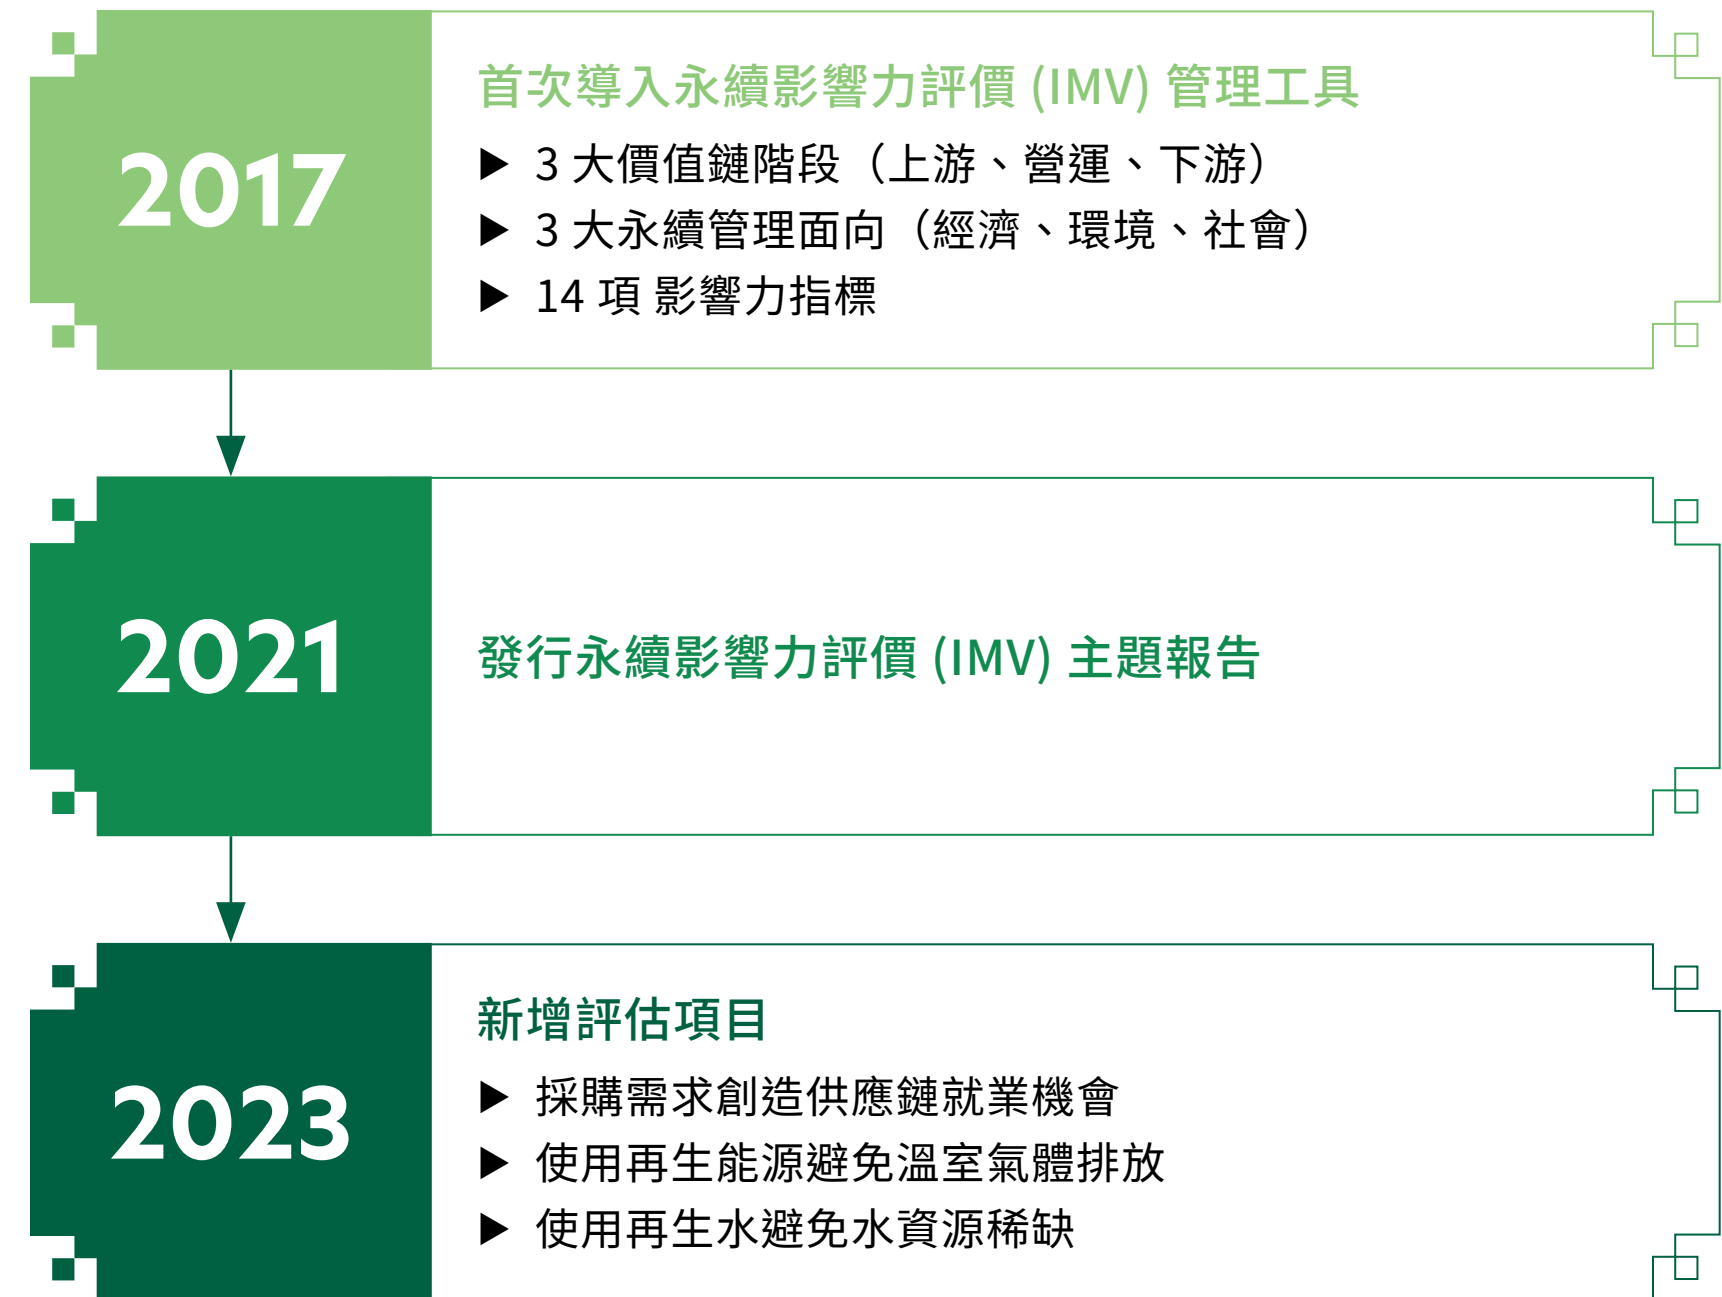 2017
首次導入永續影響力評價 (IMV) 管理工具
▶ 3 大價值鏈階段（上游、營運、下游）
▶ 3 大永續管理面向（經濟、環境、社會）
▶ 14 項 影響力指標
2021
發行永續影響力評價 (IMV) 主題報告
2023
新增評估項目
▶ 採購需求創造供應鏈就業機會
▶ 使用再生能源避免溫室氣體排放
▶ 使用再生水避免水資源稀缺